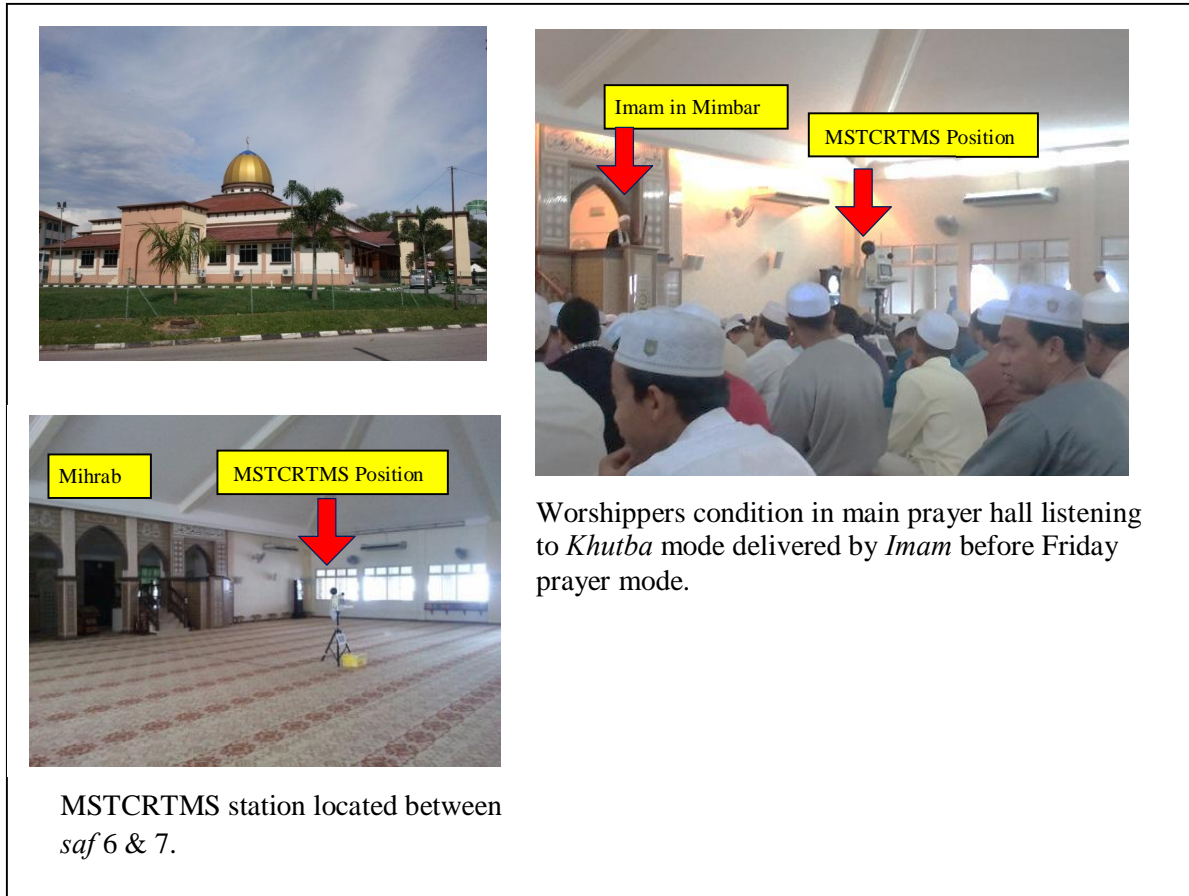 Imam in Mimbar
MSTCRTMS Position
Mihrab
MSTCRTMS Position
Worshippers condition in main prayer hall listening
to Khutba mode delivered by Imam before Friday
prayer mode.
MSTCRTMS station located between
saf 6 & 7.